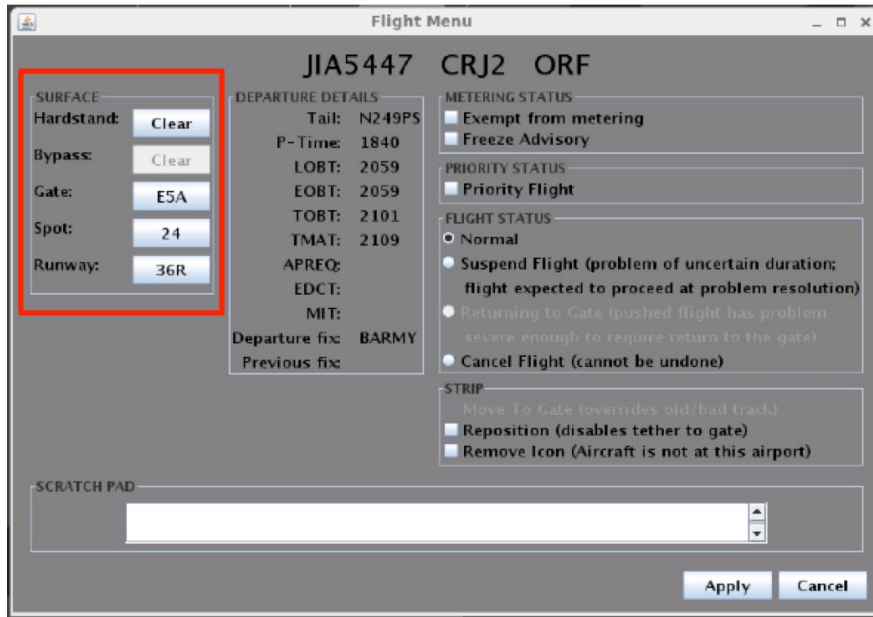 Flight Menu
JIA5447 CRJ2 ORF
SURFACE
Hardstand: Clear
Bypass: Clear
Gate: E5A
Spot: 24
Runway: 36R
DEPARTURE DETAILS
Tail: N249PS
P-Time: 1840
LOBT: 2059
EOBT: 2059
TOBT: 2101
TMAT: 2109
APREQ:
EDCT:
MIT:
Departure fix: BARMY
Previous fix:
METERING STATUS
Exempt from metering
Freeze Advisory
PRIORITY STATUS
Priority Flight
FLIGHT STATUS
Normal
Suspend Flight (problem of uncertain duration;
flight expected to proceed at problem resolution)
Returning to Gate (pushed flight has problem
severe enough to require return to the gate)
Cancel Flight (cannot be undone)
STRIP
Move To Gate (overrides old/bad track)
Reposition (disables tether to gate)
Remove Icon (Aircraft is not at this airport)
SCRATCH PAD
Apply Cancel